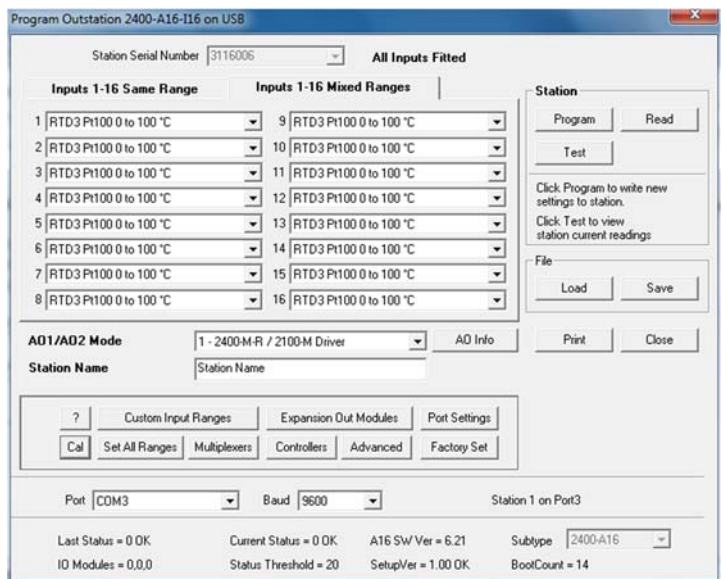 Program Outstation 2400-A16-I16 on USB
Station Serial Number 3116006 All Inputs Fitted
Inputs 1-16 Same Range Inputs 1-16 Mixed Ranges
1 RTD3 Pt100 0 to 100 °C 9 RTD3 Pt100 0 to 100 °C
2 RTD3 Pt100 0 to 100 °C 10 RTD3 Pt100 0 to 100 °C
3 RTD3 Pt100 0 to 100 °C 11 RTD3 Pt100 0 to 100 °C
4 RTD3 Pt100 0 to 100 °C 12 RTD3 Pt100 0 to 100 °C
5 RTD3 Pt100 0 to 100 °C 13 RTD3 Pt100 0 to 100 °C
6 RTD3 Pt100 0 to 100 °C 14 RTD3 Pt100 0 to 100 °C
7 RTD3 Pt100 0 to 100 °C 15 RTD3 Pt100 0 to 100 °C
8 RTD3 Pt100 0 to 100 °C 16 RTD3 Pt100 0 to 100 °C
Station
Program Read
Test
Click Program to write new
settings to station.
Click Test to view
station current readings
File
Load Save
AO1/AO2 Mode 1 - 2400-M-R / 2100-M Driver AO Info Print Close
Station Name Station Name
? Custom Input Ranges Expansion Out Modules Port Settings
Cal Set All Ranges Multiplexers Controllers Advanced Factory Set
Port COM3 Baud 9600 Station 1 on Port3
Last Status = 0 OK Current Status = 0 OK A16 SW Ver = 6.21 Subtype 2400-A16
IO Modules = 0,0,0 Status Threshold = 20 SetupVer = 1.00 OK BootCount = 14